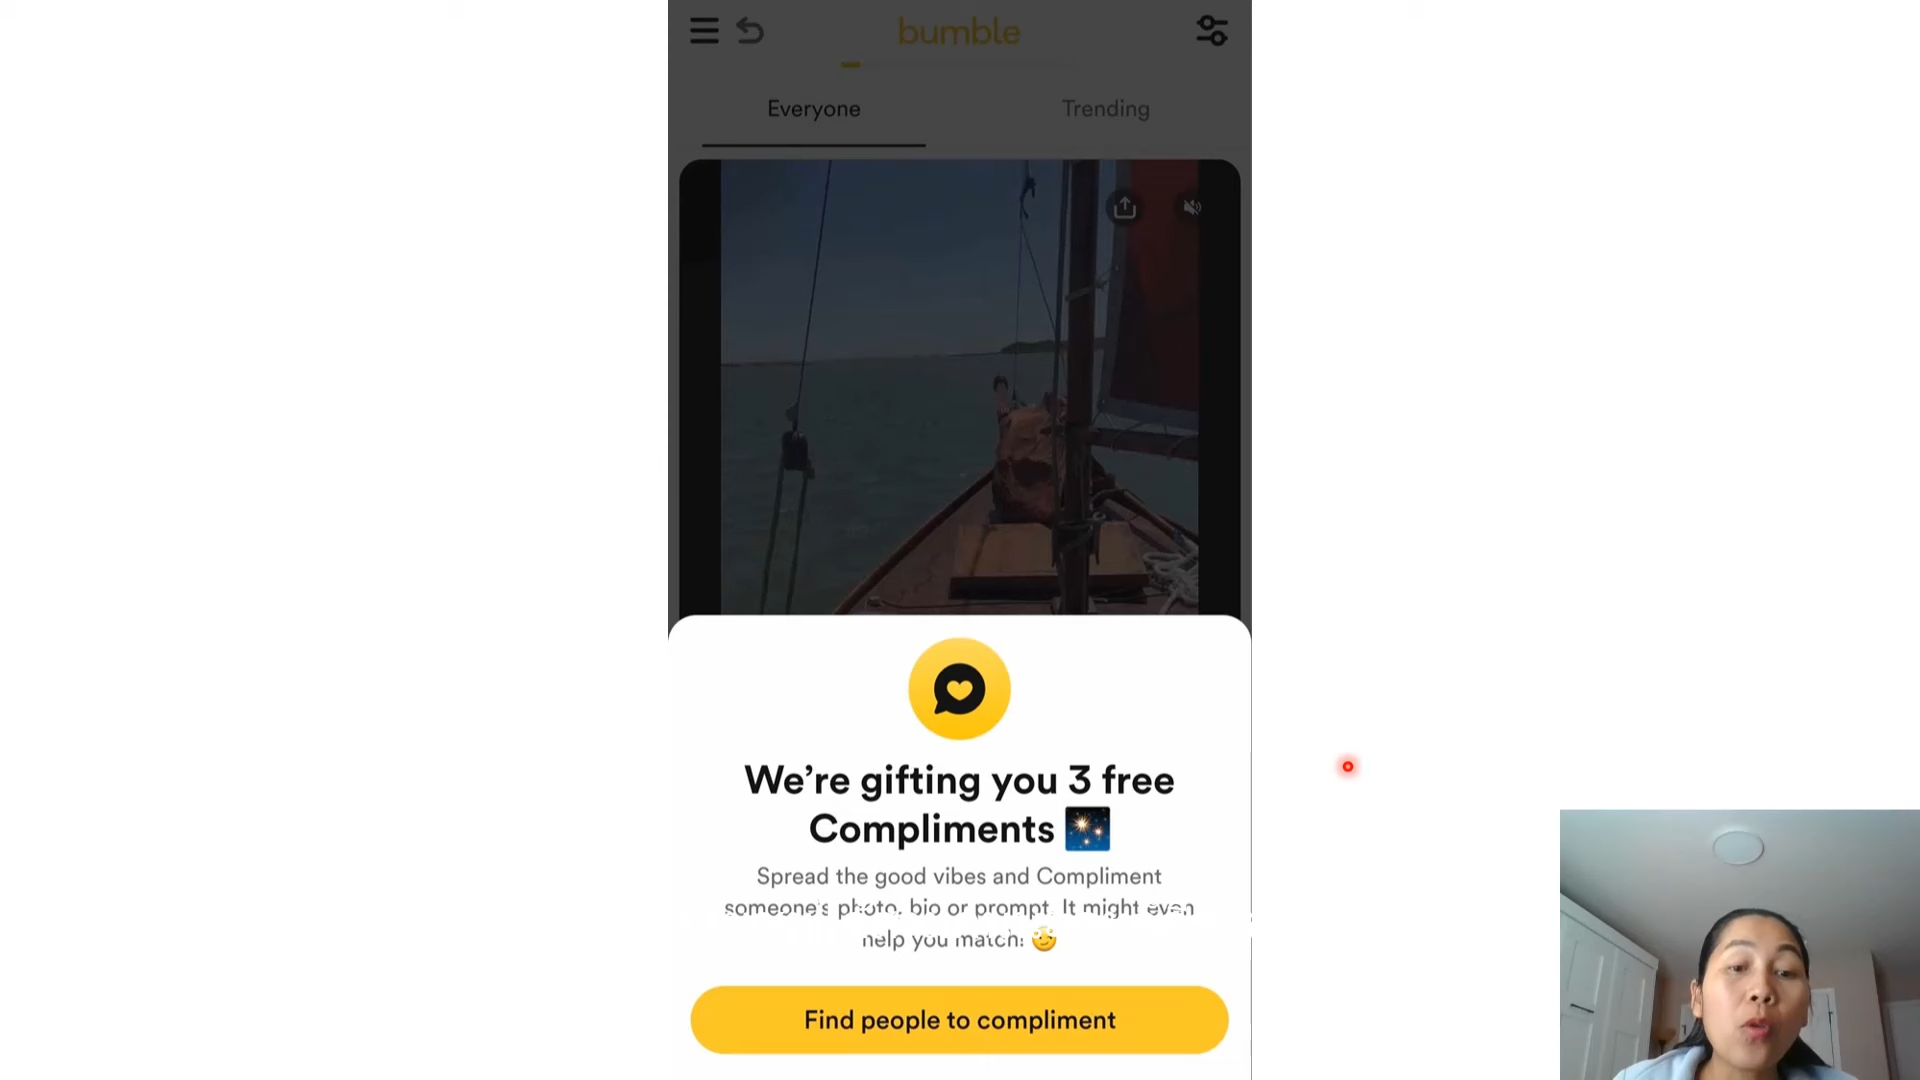 bumble
Everyone
Trending
We’re gifting you 3 free
Compliments 🎇
Spread the good vibes and Compliment
someone's photo, bio or prompt. It might even
help you match! 😉
Find people to compliment